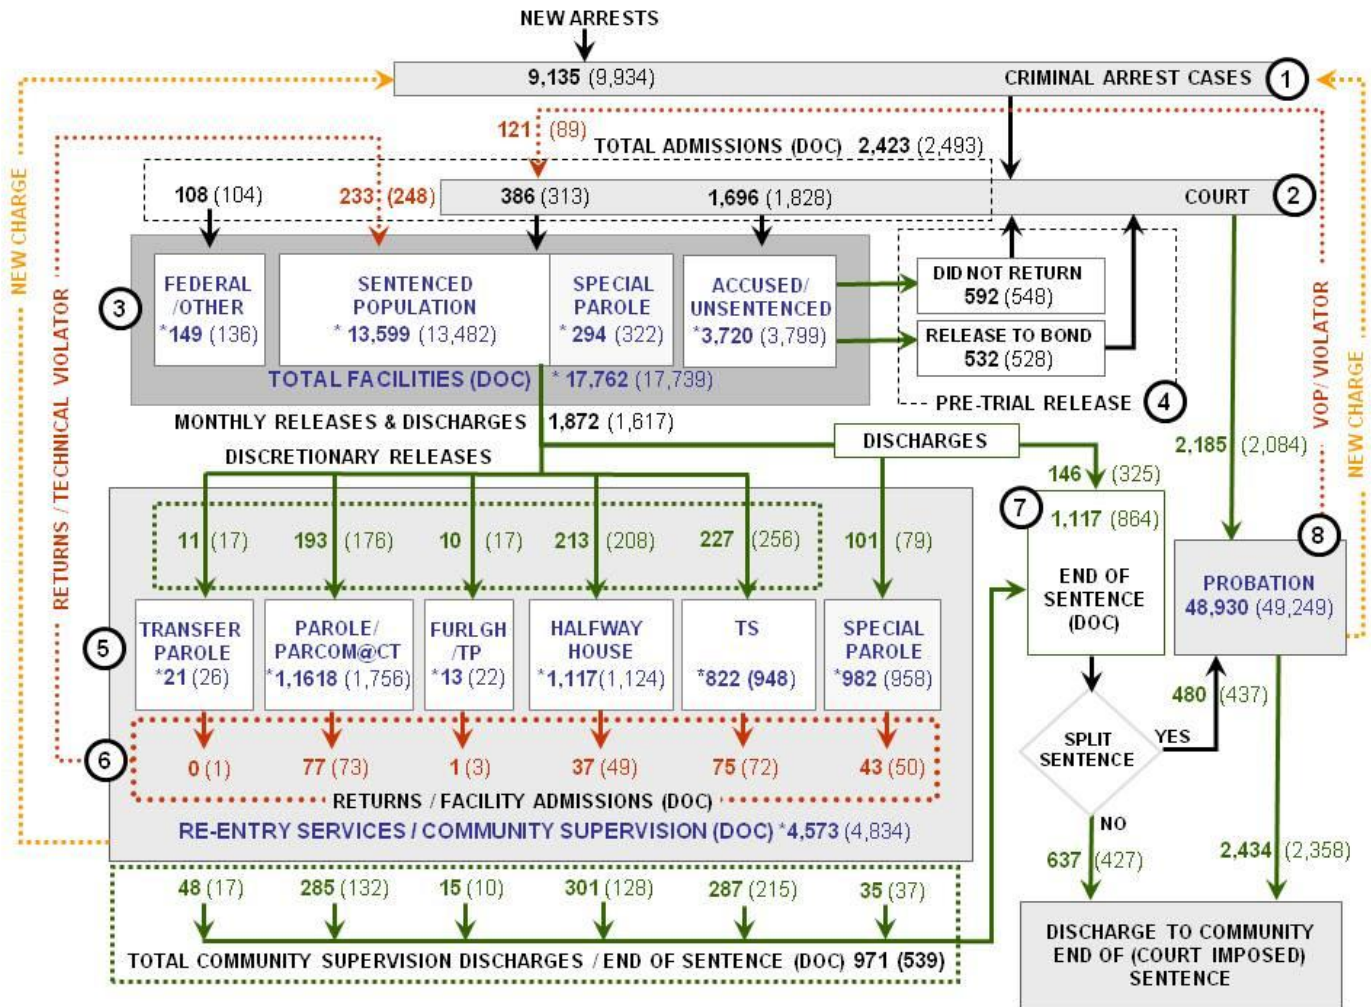 NEW ARRESTS
9,135 (9,934)
CRIMINAL ARREST CASES
1
121 (89)
TOTAL ADMISSIONS (DOC) 2,423 (2,493)
108 (104)
233 (248)
386 (313)
1,696 (1,828)
COURT
2
NEW CHARGE
RETURNS / TECHNICAL VIOLATOR
3
FEDERAL
/OTHER
*149 (136)
SENTENCED
POPULATION
* 13,599 (13,482)
SPECIAL
PAROLE
* 294 (322)
ACCUSED/
UNSENTENCED
*3,720 (3,799)
TOTAL FACILITIES (DOC) * 17,762 (17,739)
DID NOT RETURN
592 (548)
RELEASE TO BOND
532 (528)
PRE-TRIAL RELEASE
4
VOP/ VIOLATOR
NEW CHARGE
MONTHLY RELEASES & DISCHARGES 1,872 (1,617)
DISCRETIONARY RELEASES
DISCHARGES
2,185 (2,084)
146 (325)
7
1,117 (864)
END OF
SENTENCE
(DOC)
8
PROBATION
48,930 (49,249)
11 (17)
193 (176)
10 (17)
213 (208)
227 (256)
101 (79)
5
TRANSFER
PAROLE
*21 (26)
PAROLE/
PARCOM@CT
*1,1618 (1,756)
FURLGH
/TP
*13 (22)
HALFWAY
HOUSE
*1,117(1,124)
TS
*822 (948)
SPECIAL
PAROLE
*982 (958)
480 (437)
SPLIT
SENTENCE
YES
NO
6
0 (1)
77 (73)
1 (3)
37 (49)
75 (72)
43 (50)
RETURNS / FACILITY ADMISSIONS (DOC)
RE-ENTRY SERVICES / COMMUNITY SUPERVISION (DOC) *4,573 (4,834)
637 (427)
2,434 (2,358)
48 (17)
285 (132)
15 (10)
301 (128)
287 (215)
35 (37)
TOTAL COMMUNITY SUPERVISION DISCHARGES / END OF SENTENCE (DOC) 971 (539)
DISCHARGE TO COMMUNITY
END OF (COURT IMPOSED)
SENTENCE